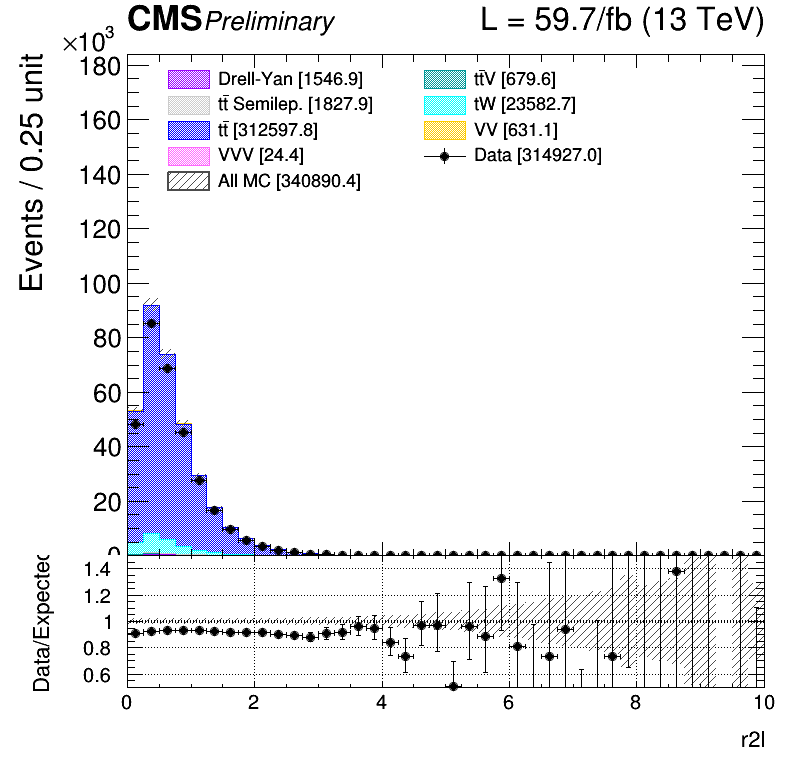 CMS Preliminary L = 59.7/fb (13 TeV)
×10³
Events / 0.25 unit
180
160
140
120
100
80
60
40
20
0
Drell-Yan [1546.9]
tt̄ Semilep. [1827.9]
tt̄ [312597.8]
VVV [24.4]
All MC [340890.4]
tt̄V [679.6]
tW [23582.7]
VV [631.1]
Data [314927.0]
Data/Expected
1.4
1.2
1
0.8
0.6
0 2 4 6 8 10
r2l